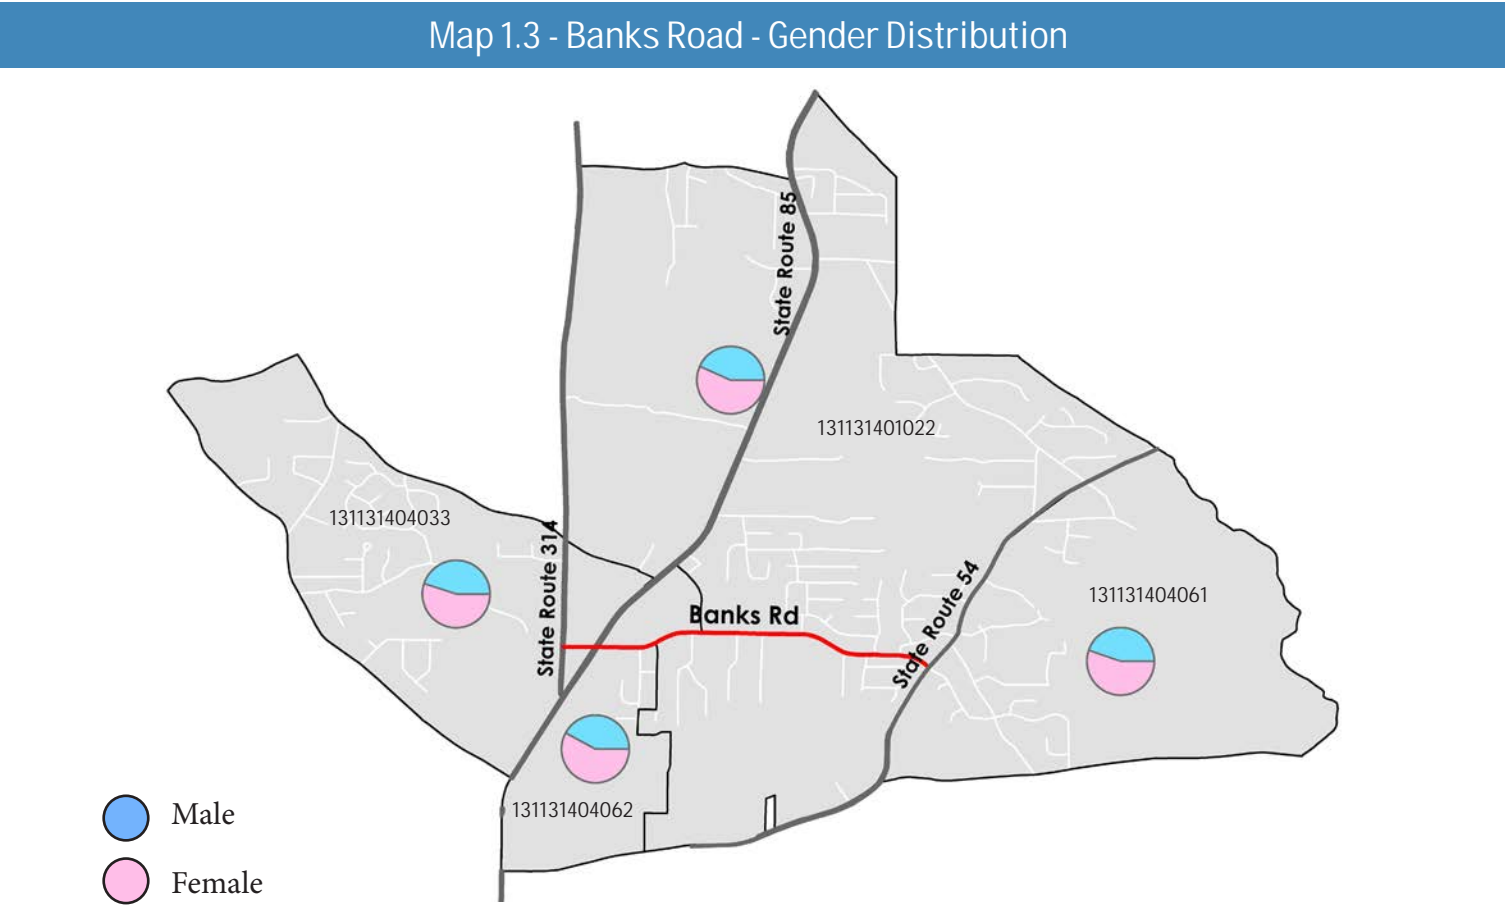 Map 1.3 - Banks Road - Gender Distribution
State Route 85
131131401022
131131404033
State Route 314
State Route 54
131131404061
Banks Rd
131131404062
Male
Female